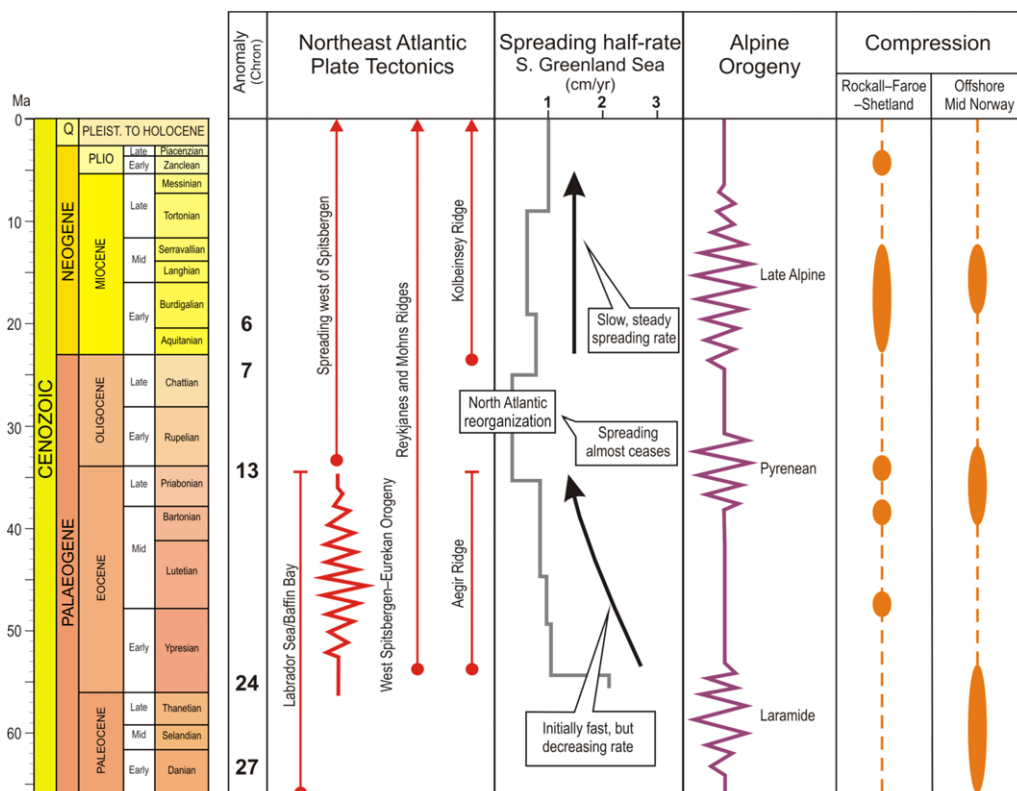 Anomaly
(Chron)
Northeast Atlantic
Plate Tectonics
Spreading half-rate
S. Greenland Sea
(cm/yr)
1 2 3
Alpine
Orogeny
Compression
Rockall–Faroe
–Shetland
Offshore
Mid Norway
Ma
0
10
20
30
40
50
60
CENOZOIC
Q
NEOGENE
PALAEOGENE
PLEIST. TO HOLOCENE
PLIO
MIOCENE
OLIGOCENE
EOCENE
PALEOCENE
Late
Piacenzian
Early
Zanclean
Late
Messinian
Tortonian
Mid
Serravallian
Langhian
Early
Burdigalian
Aquitanian
Late
Chattian
Early
Rupelian
Late
Priabonian
Mid
Bartonian
Lutetian
Early
Ypresian
Late
Thanetian
Mid
Selandian
Early
Danian
6
7
13
24
27
Labrador Sea/Baffin Bay
Spreading west of Spitsbergen
West Spitsbergen–Eurekan Orogeny
Reykjanes and Mohns Ridges
Kolbeinsey Ridge
Aegir Ridge
Slow, steady
spreading rate
North Atlantic
reorganization
Spreading
almost ceases
Initially fast, but
decreasing rate
Late Alpine
Pyrenean
Laramide